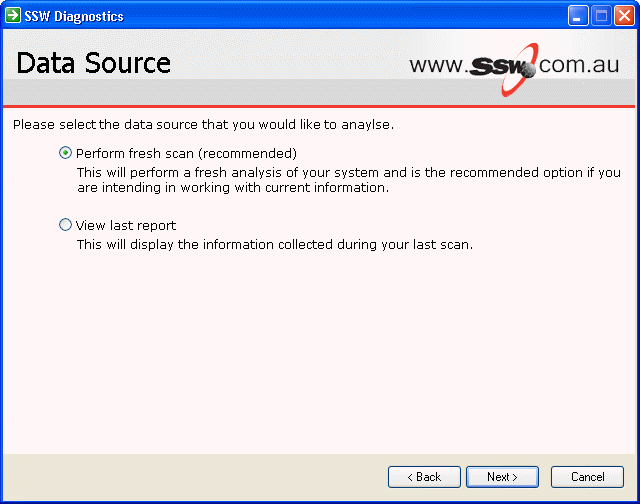 SSW Diagnostics
Data Source
www.SSW.com.au
Please select the data source that you would like to anaylse.
Perform fresh scan (recommended)
This will perform a fresh analysis of your system and is the recommended option if you
are intending in working with current information.
View last report
This will display the information collected during your last scan.
< Back
Next >
Cancel